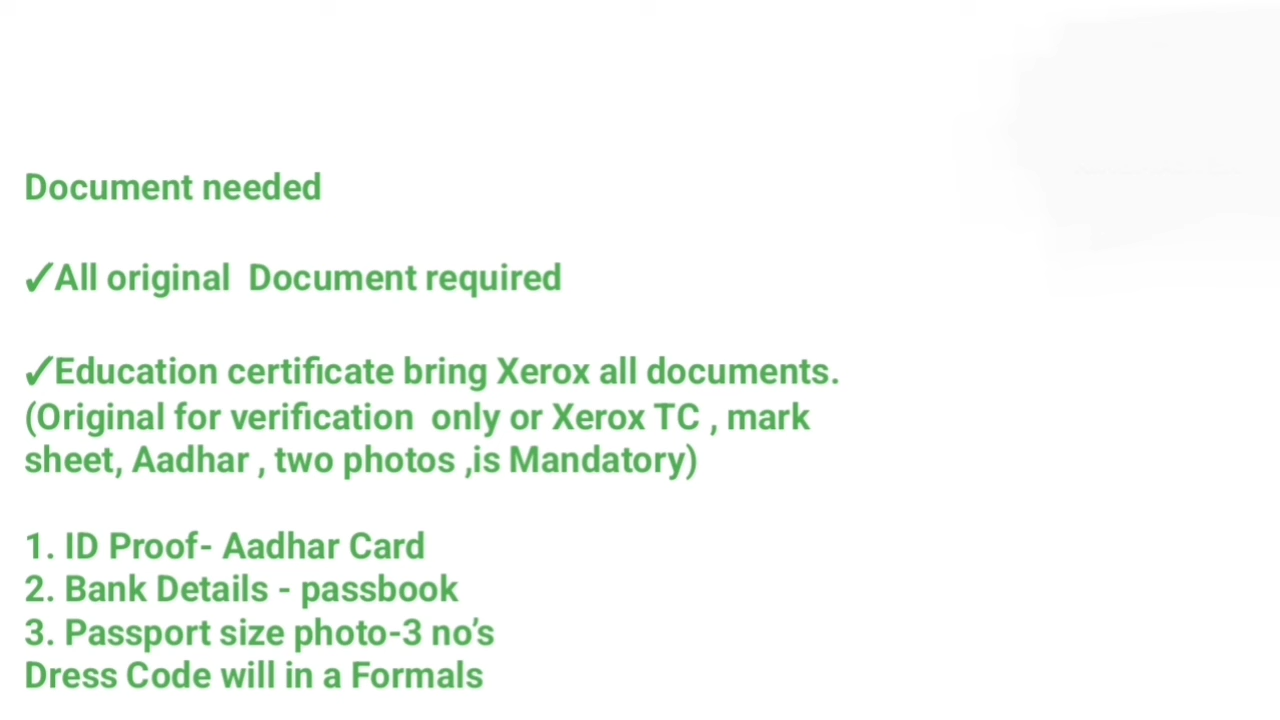 Document needed
✓All original  Document required
✓Education certificate bring Xerox all documents.
(Original for verification  only or Xerox TC , mark
sheet, Aadhar , two photos ,is Mandatory)
1. ID Proof- Aadhar Card
2. Bank Details - passbook
3. Passport size photo-3 no’s
Dress Code will in a Formals